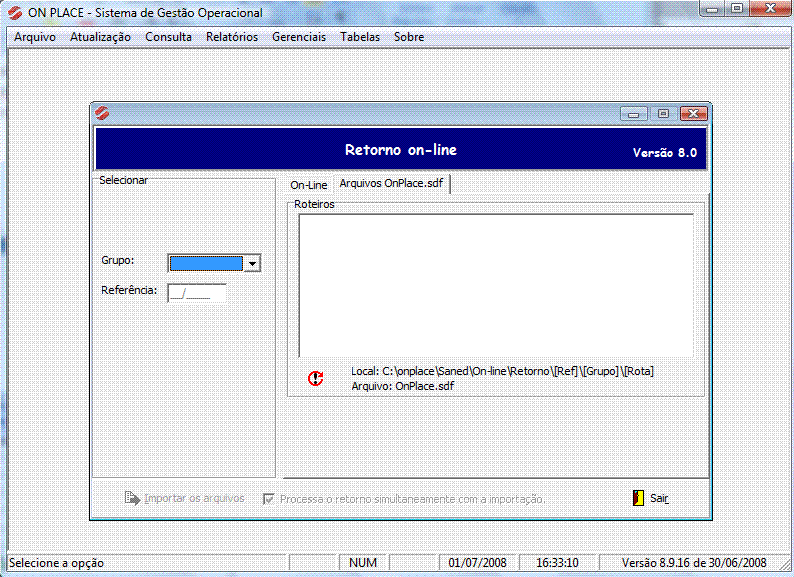 ON PLACE - Sistema de Gestão Operacional
Arquivo Atualização Consulta Relatórios Gerenciais Tabelas Sobre
Retorno on-line
Versão 8.0
Selecionar
On-Line Arquivos OnPlace.sdf
Roteiros
Grupo:
Referência: __/____
Local: C:\onplace\Saned\On-line\Retorno\[Ref]\[Grupo]\[Rota]
Arquivo: OnPlace.sdf
Importar os arquivos Processa o retorno simultaneamente com a importação. Sair
Selecione a opção NUM 01/07/2008 16:33:10 Versão 8.9.16 de 30/06/2008